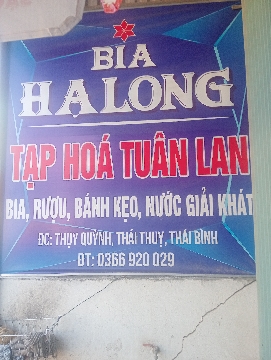 BIA
HẠ LONG
TẠP HOÁ TUÂN LAN
BIA, RƯỢU, BÁNH KẸO, NƯỚC GIẢI KHÁT
ĐC: THỤY QUỲNH, THÁI THỤY, THÁI BÌNH
ĐT: 0366 920 029